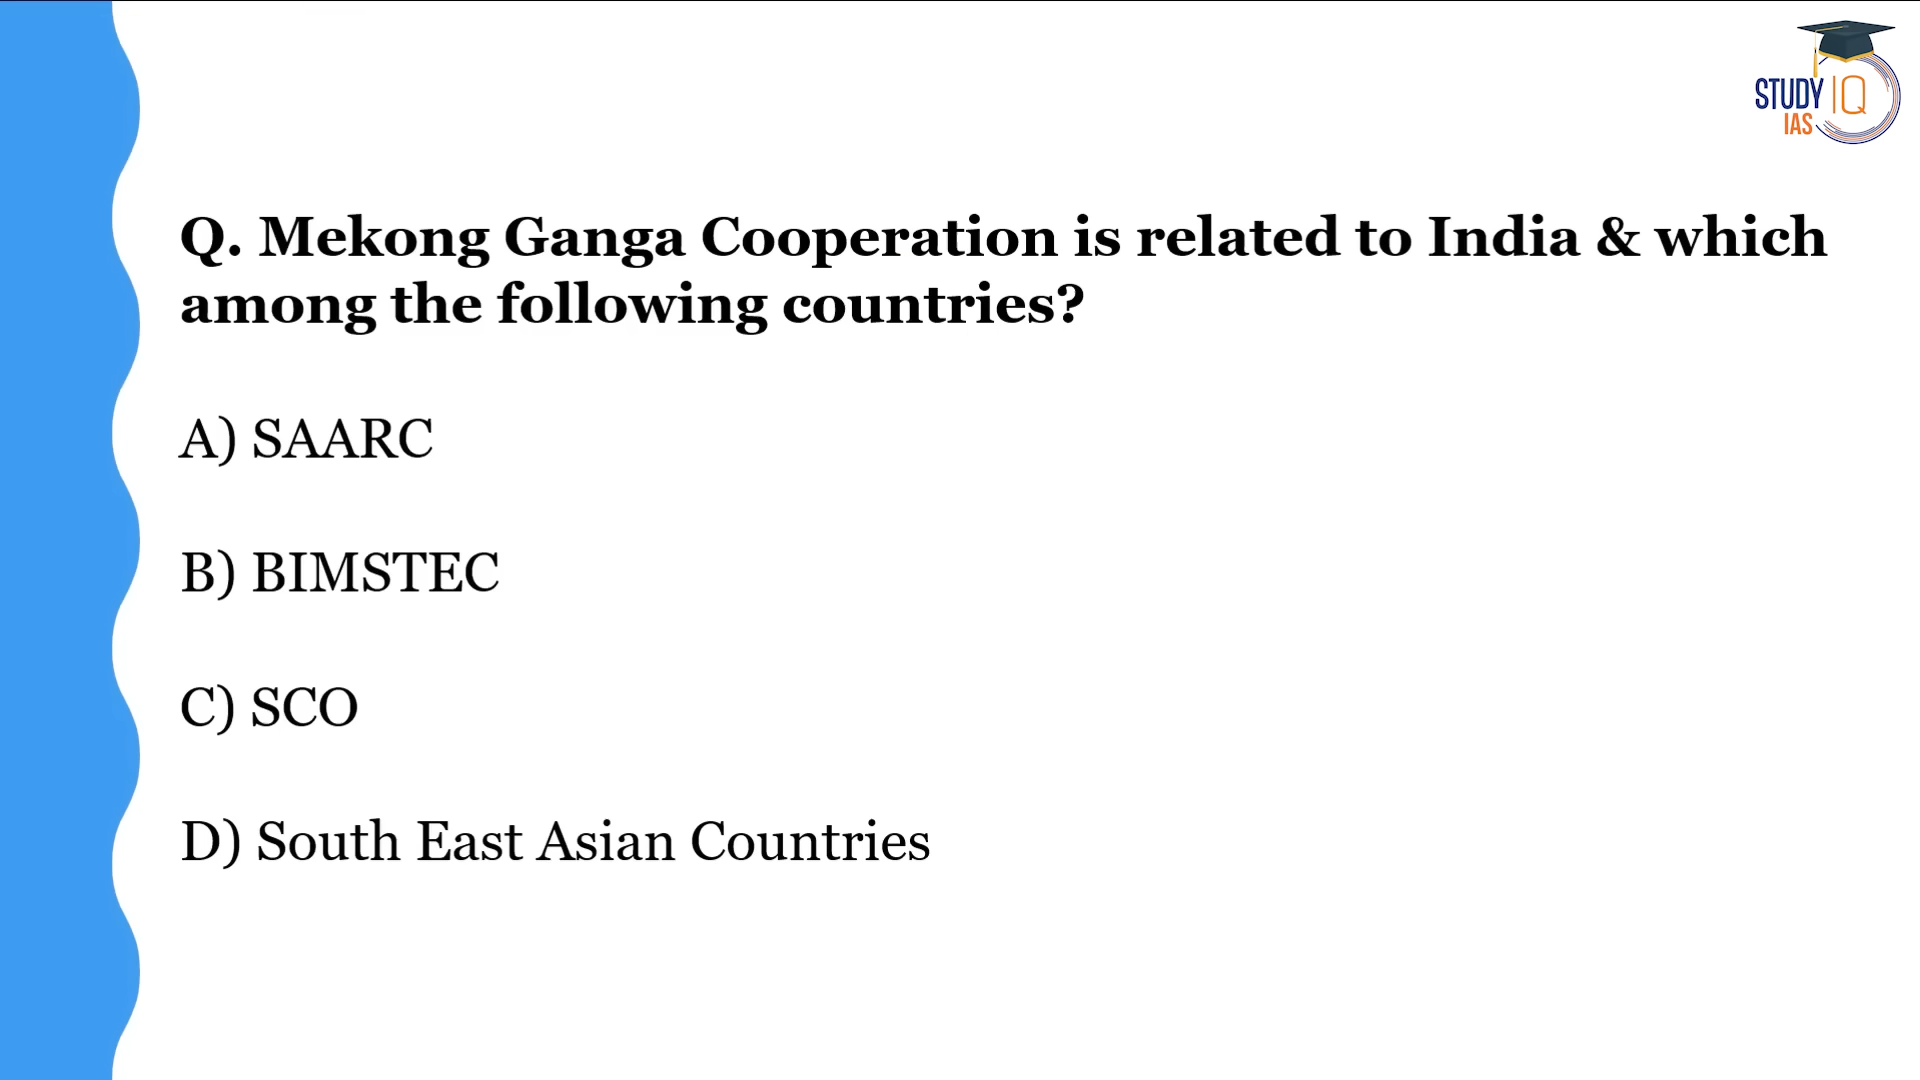 STUDY IQ
IAS
Q. Mekong Ganga Cooperation is related to India & which
among the following countries?
A) SAARC
B) BIMSTEC
C) SCO
D) South East Asian Countries